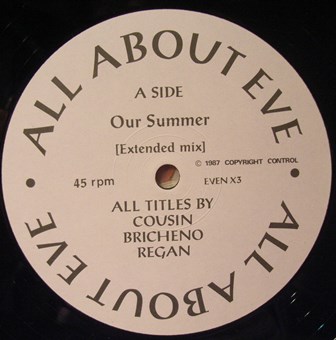 ALL ABOUT EVE
A SIDE
Our Summer
[Extended mix]
© 1987 COPYRIGHT CONTROL
45 rpm
EVEN X3
ALL TITLES BY
COUSIN
BRICHENO
REGAN
ALL ABOUT EVE